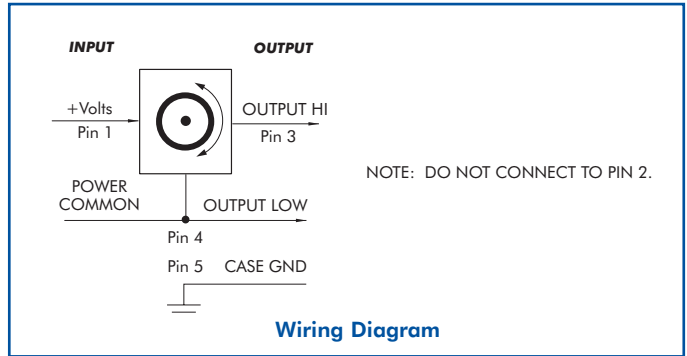 INPUT
OUTPUT
+Volts
Pin 1
OUTPUT HI
Pin 3
NOTE: DO NOT CONNECT TO PIN 2.
POWER
COMMON
OUTPUT LOW
Pin 4
Pin 5 CASE GND
Wiring Diagram